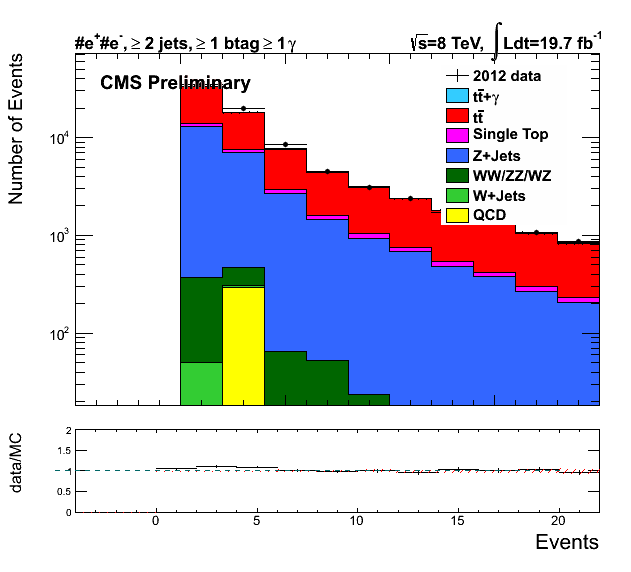 #e⁺#e⁻, ≥ 2 jets, ≥ 1 btag ≥ 1 γ
√s=8 TeV, ∫Ldt=19.7 fb⁻¹
CMS Preliminary
2012 data
tt̄+γ
tt̄
Single Top
Z+Jets
WW/ZZ/WZ
W+Jets
QCD
Number of Events
10⁴
10³
10²
data/MC
2
1.5
1
0.5
0
0 5 10 15 20
Events